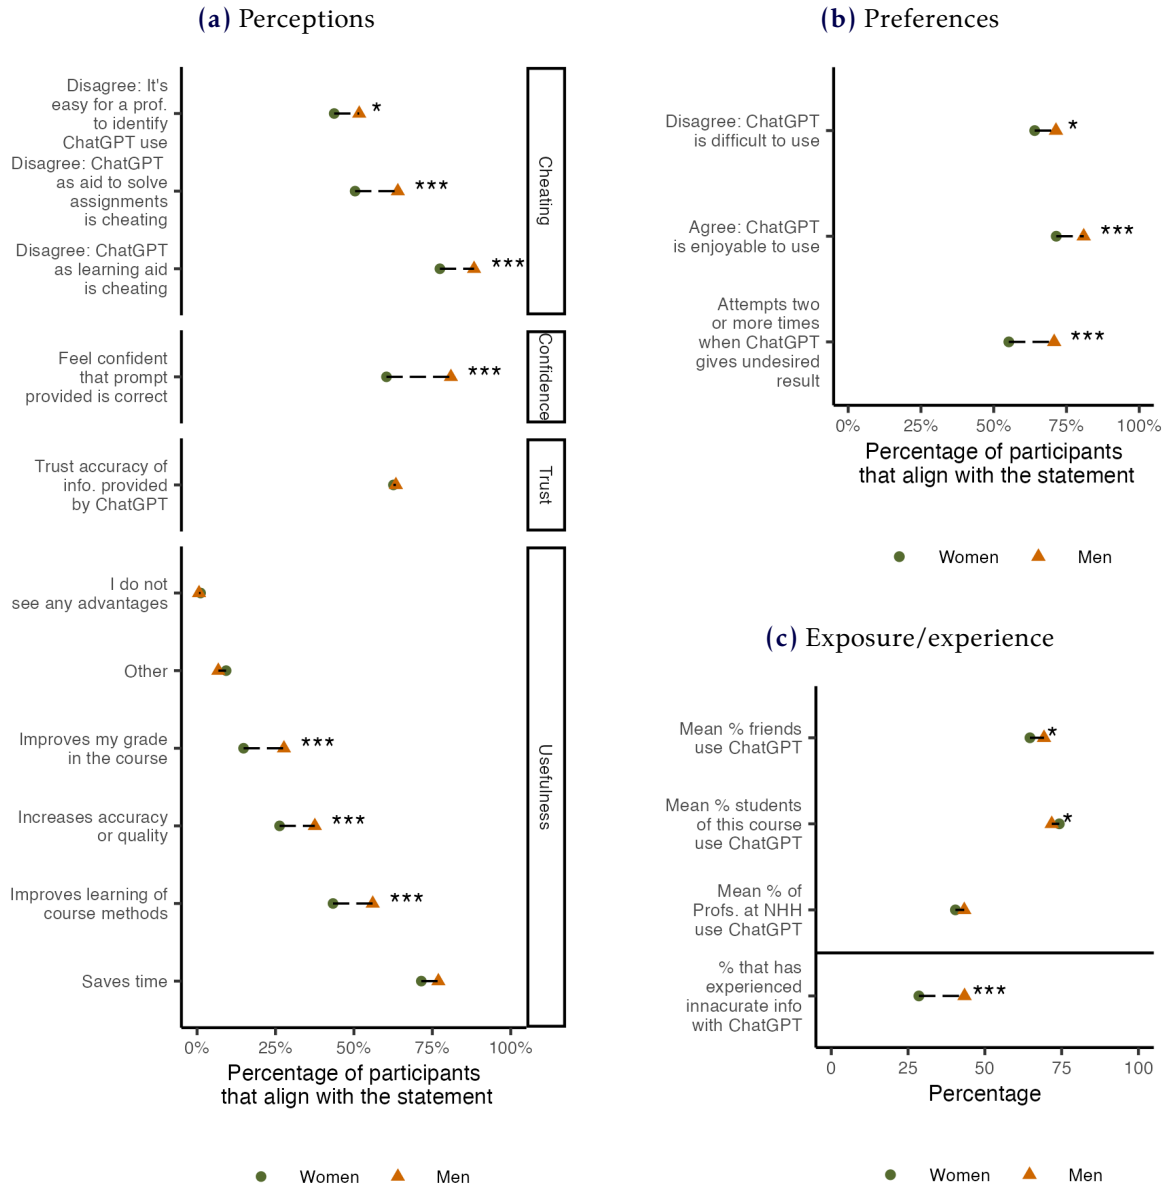 (a) Perceptions
Disagree: It's
easy for a prof.
to identify
ChatGPT use
*
Disagree: ChatGPT
as aid to solve
assignments
is cheating
***
Disagree: ChatGPT
as learning aid
is cheating
***
Cheating
Feel confident
that prompt
provided is correct
***
Confidence
Trust accuracy of
info. provided
by ChatGPT
Trust
I do not
see any advantages
Other
Improves my grade
in the course
***
Increases accuracy
or quality
***
Improves learning of
course methods
***
Saves time
Usefulness
0% 25% 50% 75% 100%
Percentage of participants
that align with the statement
Women Men
(b) Preferences
Disagree: ChatGPT
is difficult to use
*
Agree: ChatGPT
is enjoyable to use
***
Attempts two
or more times
when ChatGPT
gives undesired
result
***
0% 25% 50% 75% 100%
Percentage of participants
that align with the statement
Women Men
(c) Exposure/experience
Mean % friends
use ChatGPT
*
Mean % students
of this course
use ChatGPT
*
Mean % of
Profs. at NHH
use ChatGPT
% that has
experienced
innacurate info
with ChatGPT
***
0 25 50 75 100
Percentage
Women Men